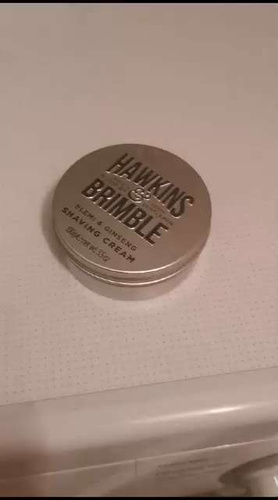 HAWKINS
&
BRIMBLE
ELEMI & GINSENG
SHAVING CREAM